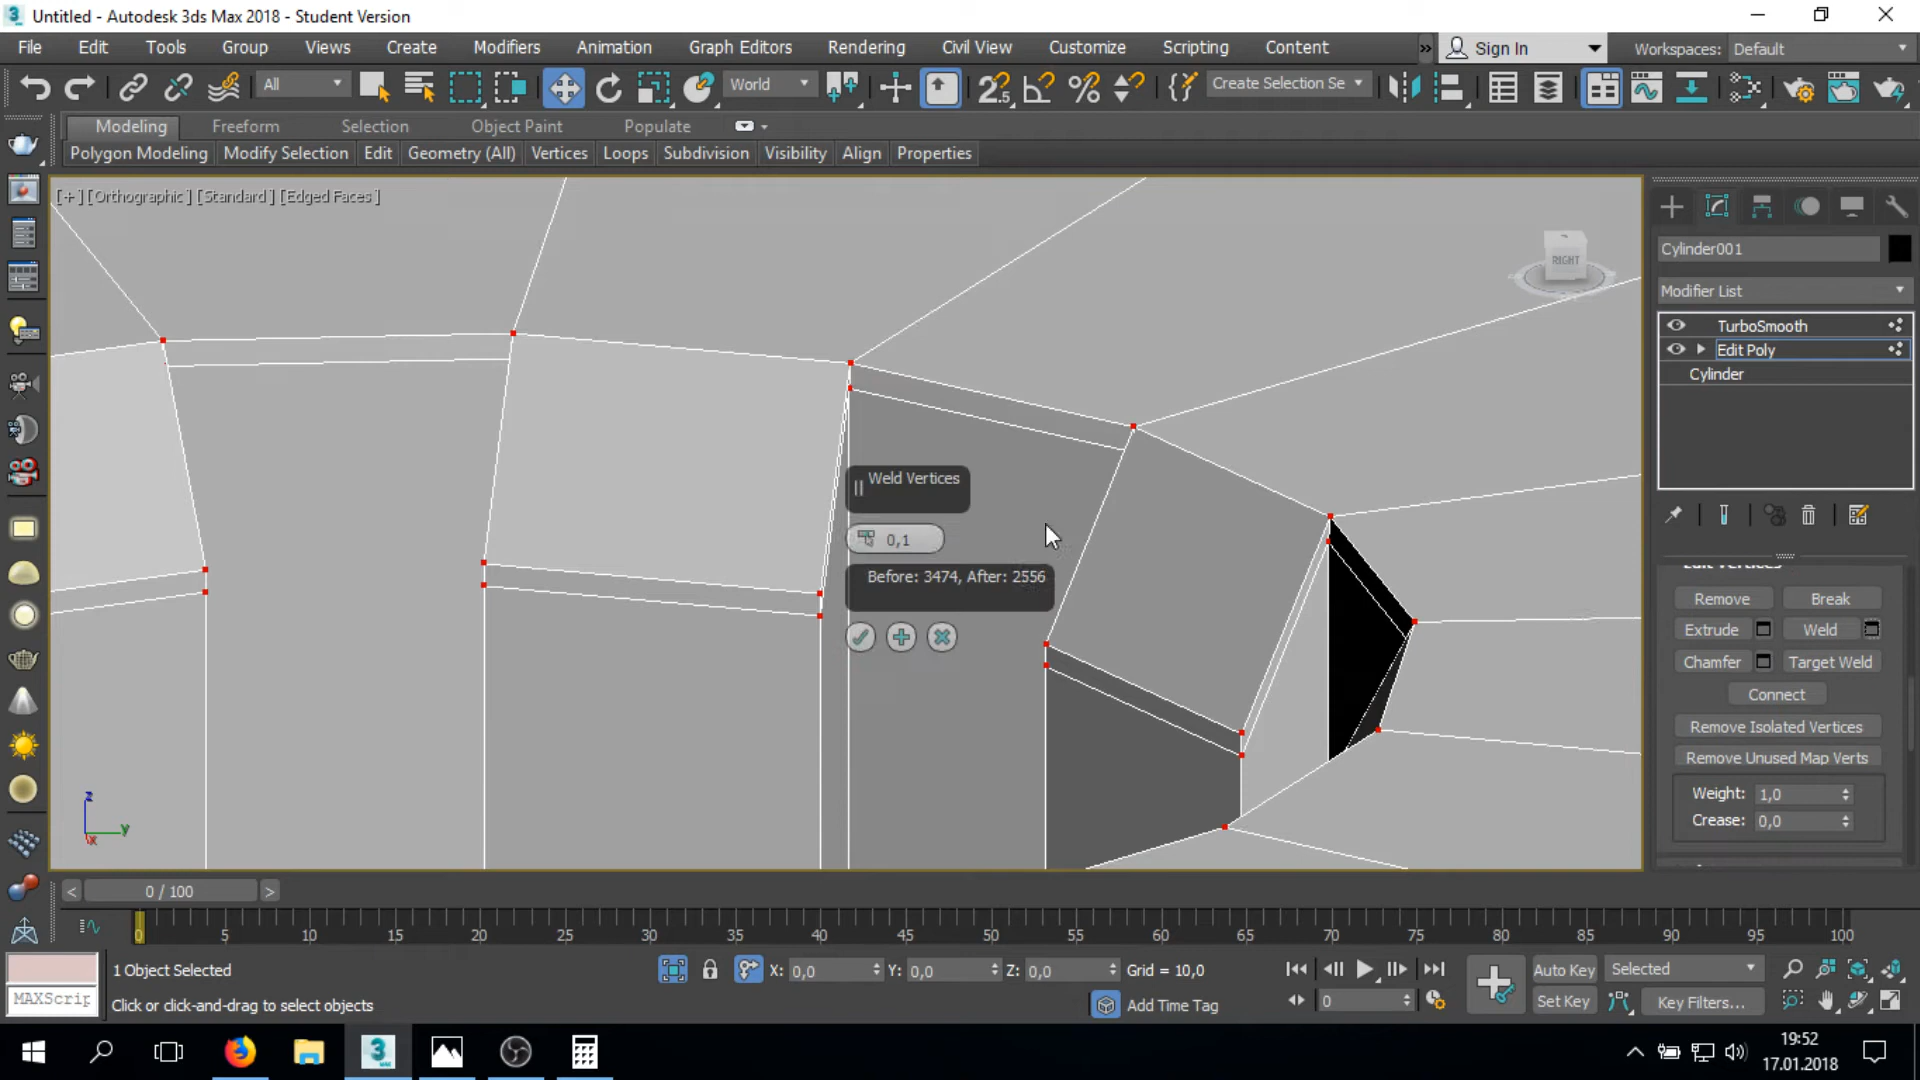 Untitled - Autodesk 3ds Max 2018 - Student Version
File Edit Tools Group Views Create Modifiers Animation Graph Editors Rendering Civil View Customize Scripting Content » Sign In Workspaces: Default
All World 2.5 Create Selection Se
Modeling Freeform Selection Object Paint Populate
Polygon Modeling Modify Selection Edit Geometry (All) Vertices Loops Subdivision Visibility Align Properties
[+] [Orthographic] [Standard] [Edged Faces]
RIGHT
Cylinder001
Modifier List
TurboSmooth
Edit Poly
Cylinder
Weld Vertices
0,1
Before: 3474, After: 2556
Edit Vertices
Remove Break
Extrude Weld
Chamfer Target Weld
Connect
Remove Isolated Vertices
Remove Unused Map Verts
Weight: 1,0
Crease: 0,0
z
y
x
< 0 / 100 >
0 5 10 15 20 25 30 35 40 45 50 55 60 65 70 75 80 85 90 95 100
1 Object Selected X: 0,0 Y: 0,0 Z: 0,0 Grid = 10,0 Auto Key Selected
MAXScrip Click or click-and-drag to select objects Add Time Tag 0 Set Key Key Filters...
3
19:52
17.01.2018